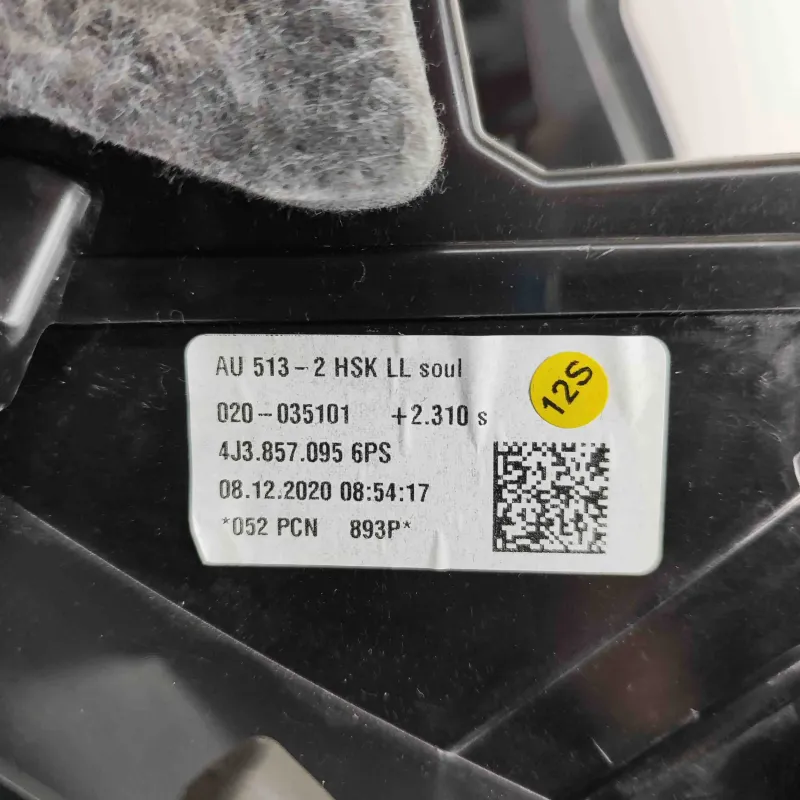 AU 513-2 HSK LL soul
12S
020-035101 +2.310 s
4J3.857.095 6PS
08.12.2020 08:54:17
*052 PCN 893P*